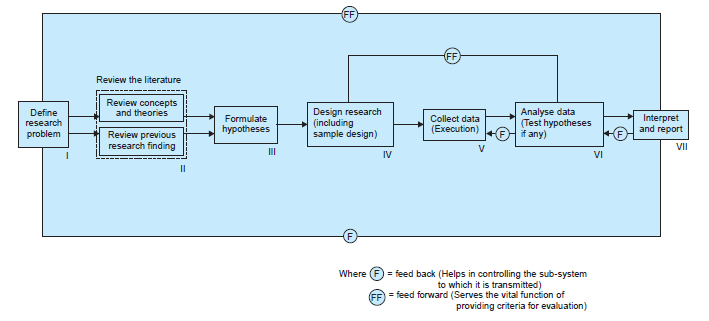 FF
FF
Review the literature
Define
research
problem
I
Review concepts
and theories
Review previous
research finding
II
Formulate
hypotheses
III
Design research
(including
sample design)
IV
Collect data
(Execution)
V
F
Analyse data
(Test hypotheses
if any)
VI
F
Interpret
and report
VII
F
Where F = feed back (Helps in controlling the sub-system
to which it is transmitted)
FF = feed forward (Serves the vital function of
providing criteria for evaluation)